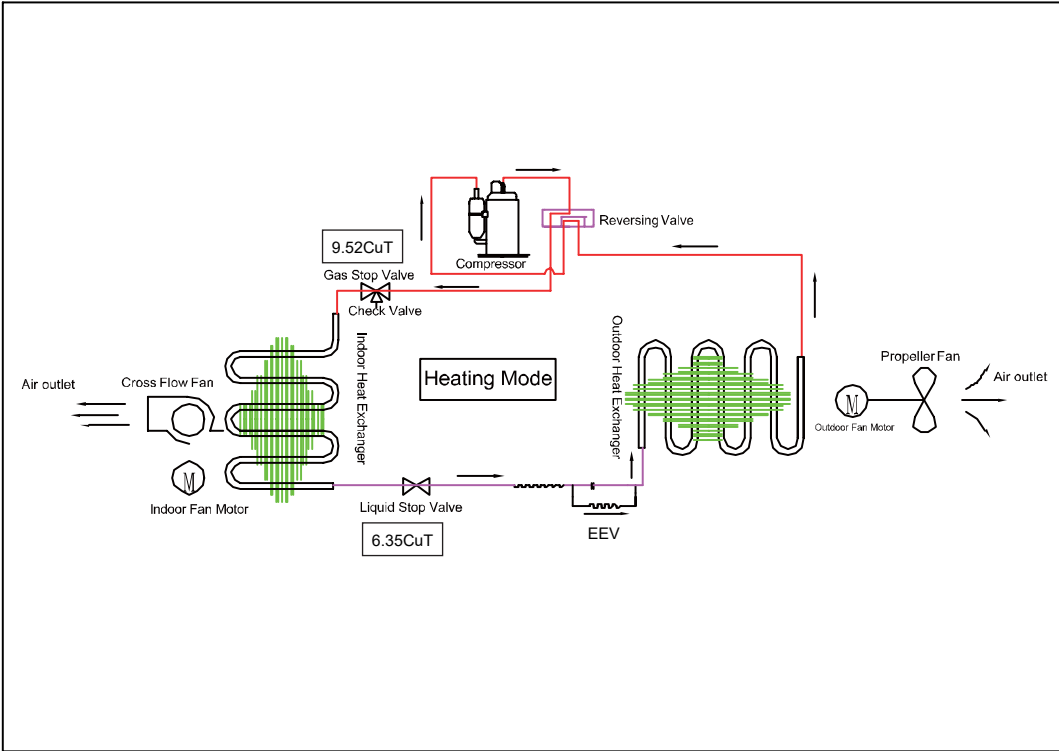 Reversing Valve
9.52CuT
Compressor
Gas Stop Valve
Check Valve
Indoor Heat Exchanger
Outdoor Heat Exchanger
Heating Mode
Propeller Fan
Air outlet
Cross Flow Fan
Air outlet
M
Outdoor Fan Motor
M
Indoor Fan Motor
Liquid Stop Valve
EEV
6.35CuT